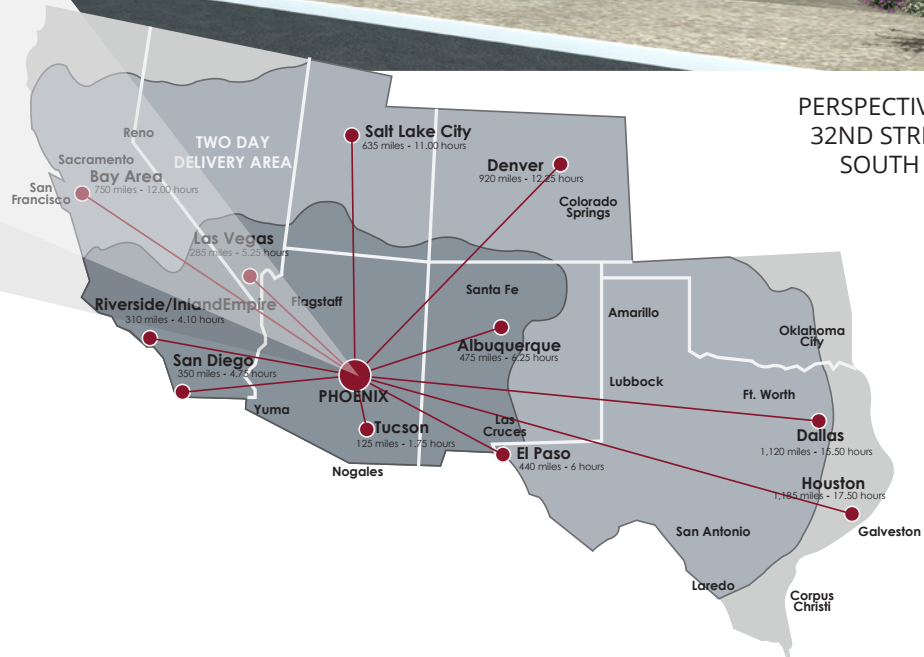 PERSPECTIV
32ND STR
SOUTH
Reno
TWO DAY
DELIVERY AREA
Salt Lake City
635 miles - 11.00 hours
Sacramento
Bay Area
750 miles - 12.00 hours
San
Francisco
Denver
920 miles - 12.25 hours
Colorado
Springs
Las Vegas
285 miles - 5.25 hours
Riverside/InlandEmpire
310 miles - 4.10 hours
Flagstaff
Santa Fe
Amarillo
Oklahoma
City
Albuquerque
475 miles - 6.25 hours
San Diego
350 miles - 4.75 hours
PHOENIX
Lubbock
Ft. Worth
Yuma
Tucson
125 miles - 1.75 hours
Las
Cruces
Dallas
1,120 miles - 15.50 hours
Nogales
El Paso
440 miles - 6 hours
Houston
1,185 miles - 17.50 hours
San Antonio
Galveston
Laredo
Corpus
Christi